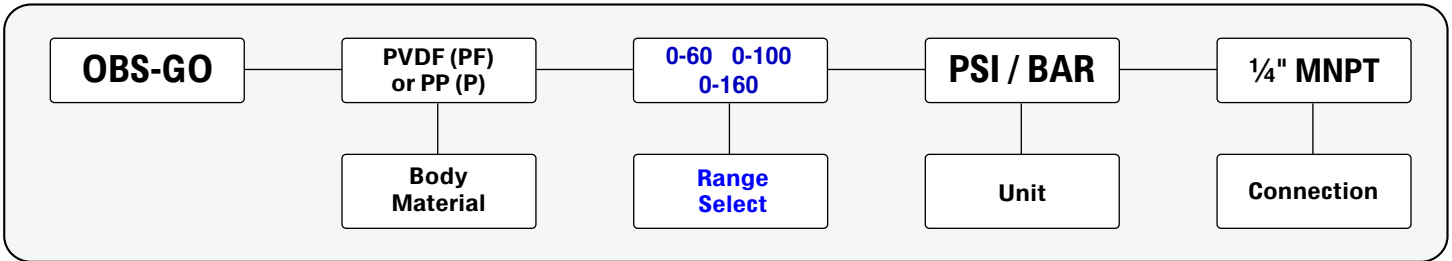 OBS-GO
PVDF (PF)
or PP (P)
0-60 0-100
0-160
PSI / BAR
¼" MNPT
Body
Material
Range
Select
Unit
Connection